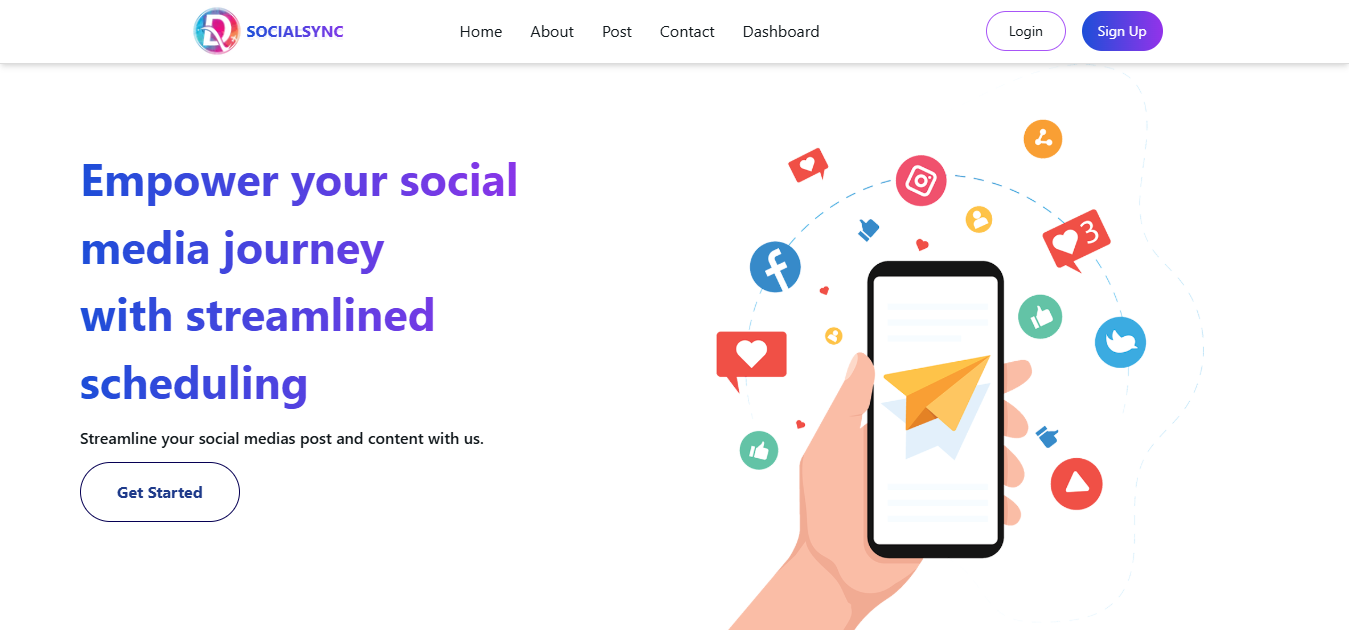 SOCIALSYNC
Home About Post Contact Dashboard
Login
Sign Up
Empower your social
media journey
with streamlined
scheduling
Streamline your social medias post and content with us.
Get Started
3